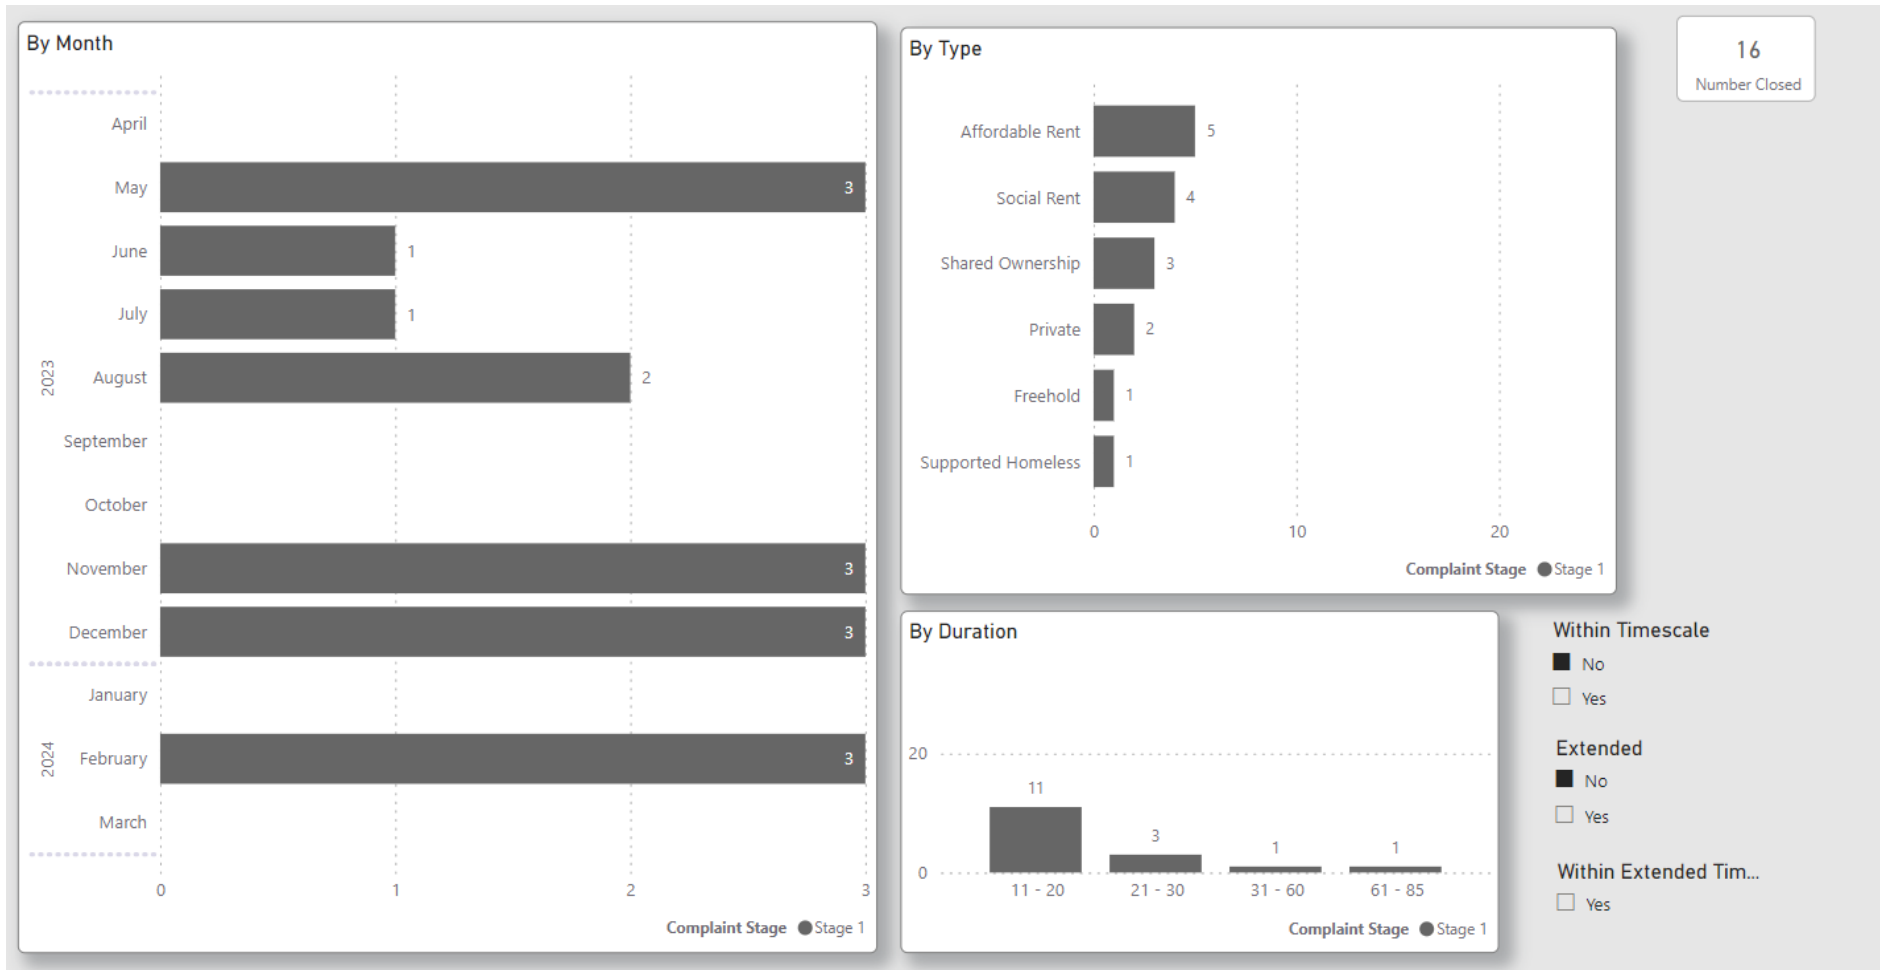 By Month
2023
April
May 3
June 1
July 1
August 2
September
October
November 3
December 3
2024
January
February 3
March
0 1 2 3
Complaint Stage Stage 1
By Type
Affordable Rent 5
Social Rent 4
Shared Ownership 3
Private 2
Freehold 1
Supported Homeless 1
0 10 20
Complaint Stage Stage 1
16
Number Closed
By Duration
20
0
11 3 1 1
11 - 20 21 - 30 31 - 60 61 - 85
Complaint Stage Stage 1
Within Timescale
No
Yes
Extended
No
Yes
Within Extended Tim...
Yes